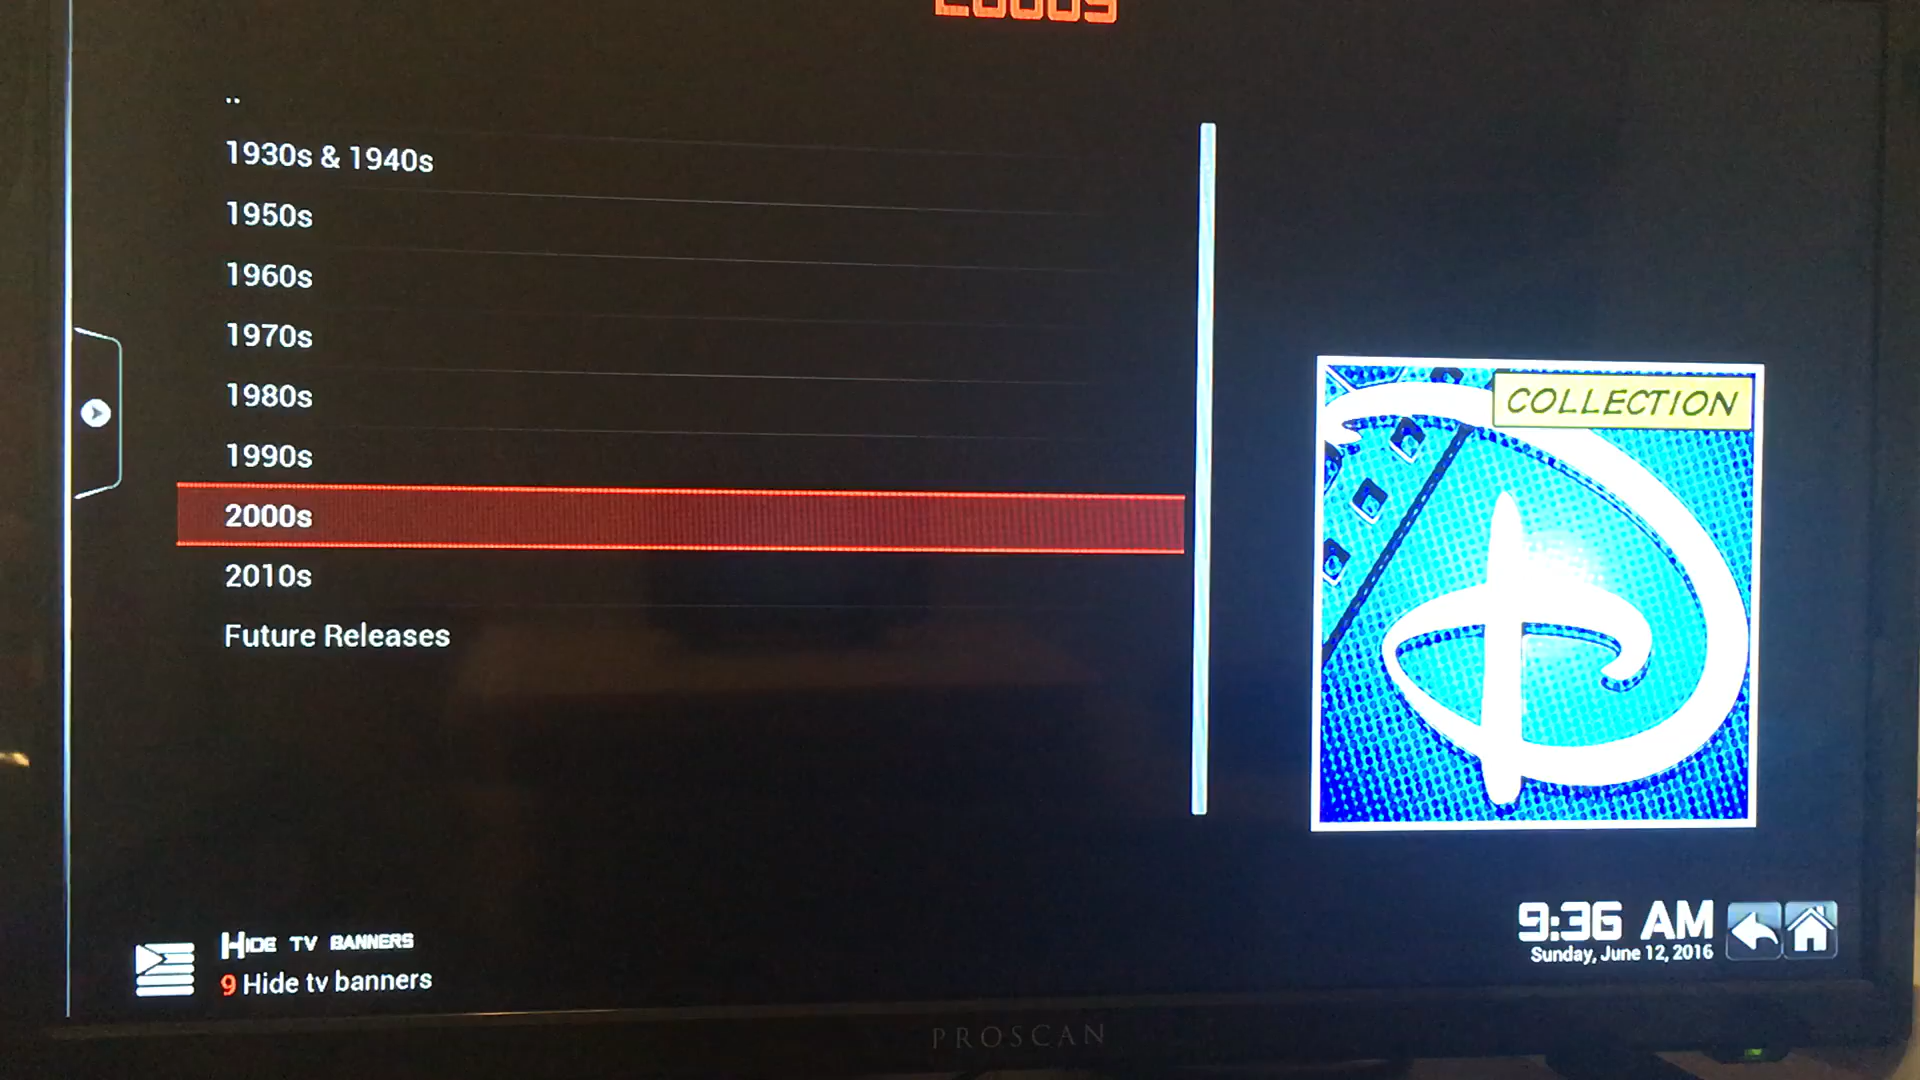 2000s
..
1930s & 1940s
1950s
1960s
1970s
1980s
1990s
2000s
2010s
Future Releases
COLLECTION
HIDE TV BANNERS
9 Hide tv banners
9:36 AM
Sunday, June 12, 2016
PROSCAN